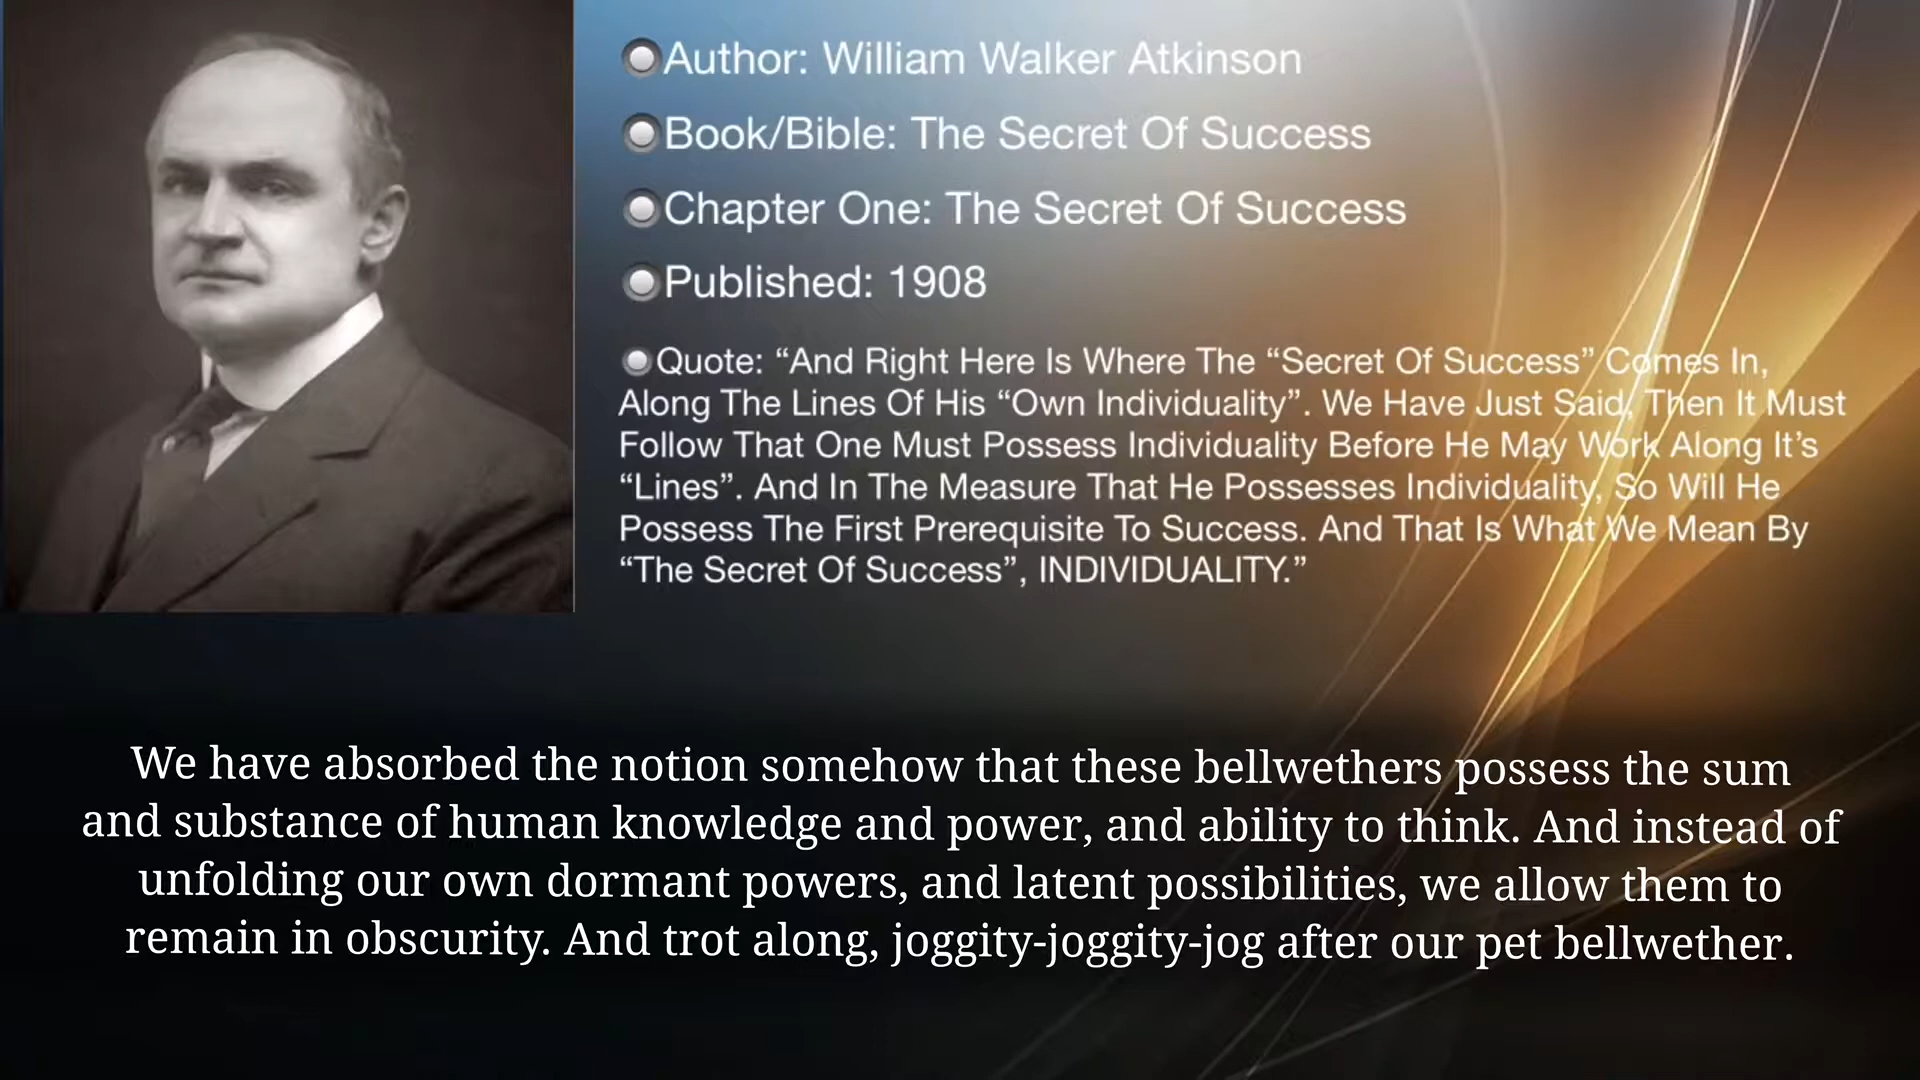 Author: William Walker Atkinson
Book/Bible: The Secret Of Success
Chapter One: The Secret Of Success
Published: 1908
Quote: “And Right Here Is Where The “Secret Of Success” Comes In,
Along The Lines Of His “Own Individuality”. We Have Just Said, Then It Must
Follow That One Must Possess Individuality Before He May Work Along It’s
“Lines”. And In The Measure That He Possesses Individuality, So Will He
Possess The First Prerequisite To Success. And That Is What We Mean By
“The Secret Of Success”, INDIVIDUALITY.”
We have absorbed the notion somehow that these bellwethers possess the sum
and substance of human knowledge and power, and ability to think. And instead of
unfolding our own dormant powers, and latent possibilities, we allow them to
remain in obscurity. And trot along, joggity-joggity-jog after our pet bellwether.